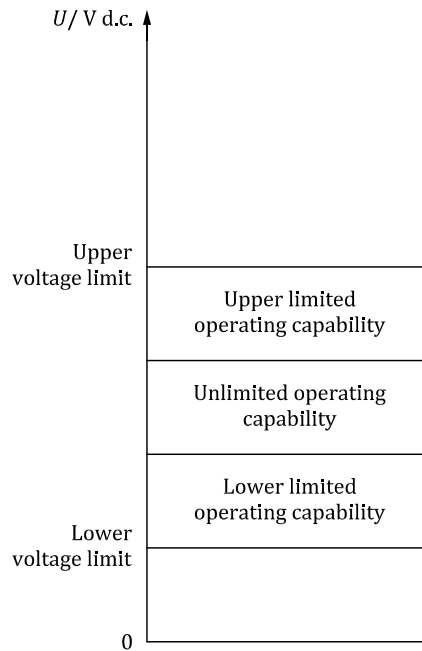 U/ V d.c.
Upper
voltage limit
Upper limited
operating capability
Unlimited operating
capability
Lower limited
operating capability
Lower
voltage limit
0